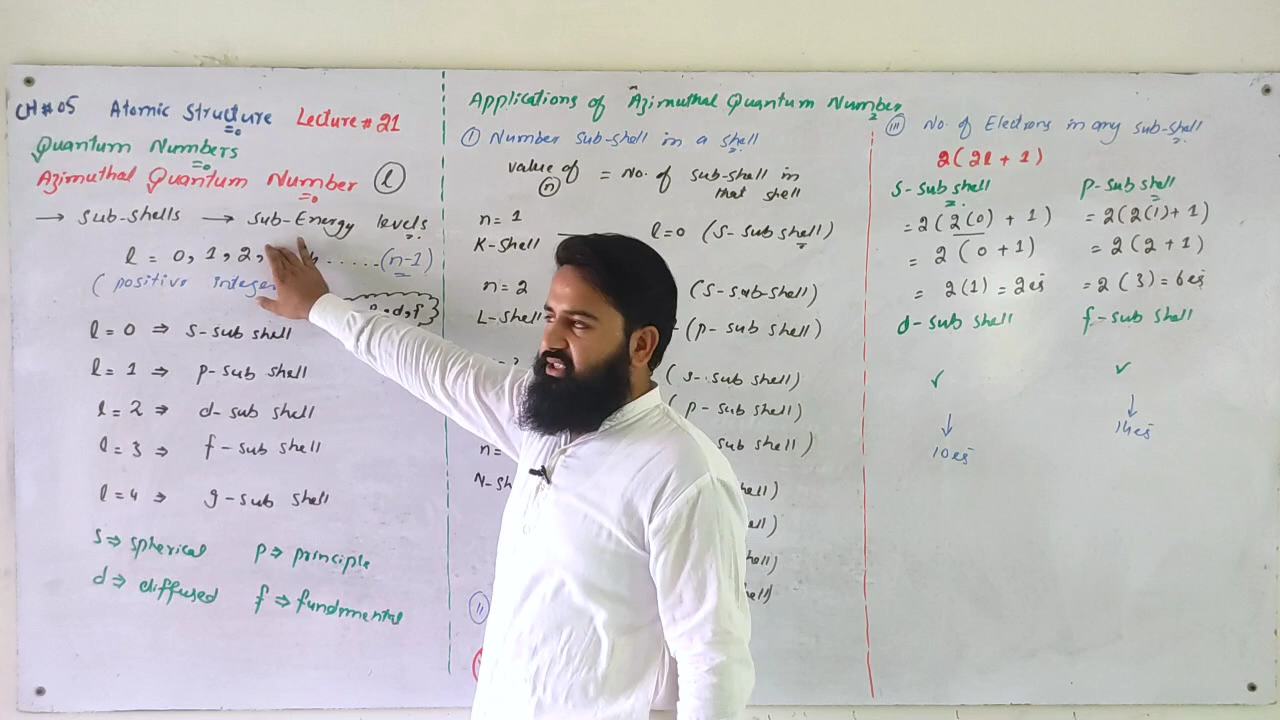 CH # 05 Atomic Structure Lecture # 21
Quantum Numbers
Azimuthal Quantum Number (l)
→ sub-shells → sub-Energy levels
l = 0, 1, 2, ......(n-1)
( positive integer
p, d, f}
l = 0 ⇒ s-sub shell
l = 1 ⇒ p-sub shell
l = 2 ⇒ d-sub shell
l = 3 ⇒ f-sub shell
l = 4 ⇒ g-sub shell
s ⇒ spherical p ⇒ principle
d ⇒ diffused f ⇒ fundmental
Applications of Azimuthal Quantum Number
(i) Number sub-shell in a shell
value of (n) = No. of sub-shell in that shell
n = 1
K-Shell l=0 (s-sub shell)
n = 2 (s-sub-shell)
L-Shell (p-sub shell)
(s-sub shell)
(p-sub shell)
n= sub shell)
N-Sh
(ii)
(iii) No. of Electrons in any sub-shell
2(2l + 1)
s-sub shell p-sub shell
= 2(2(0) + 1) = 2(2(1)+1)
= 2(0+1) = 2(2+1)
= 2(1) = 2es = 2(3)=6es
d-sub shell f-sub shell
✓ ✓
↓ ↓
10es 14es